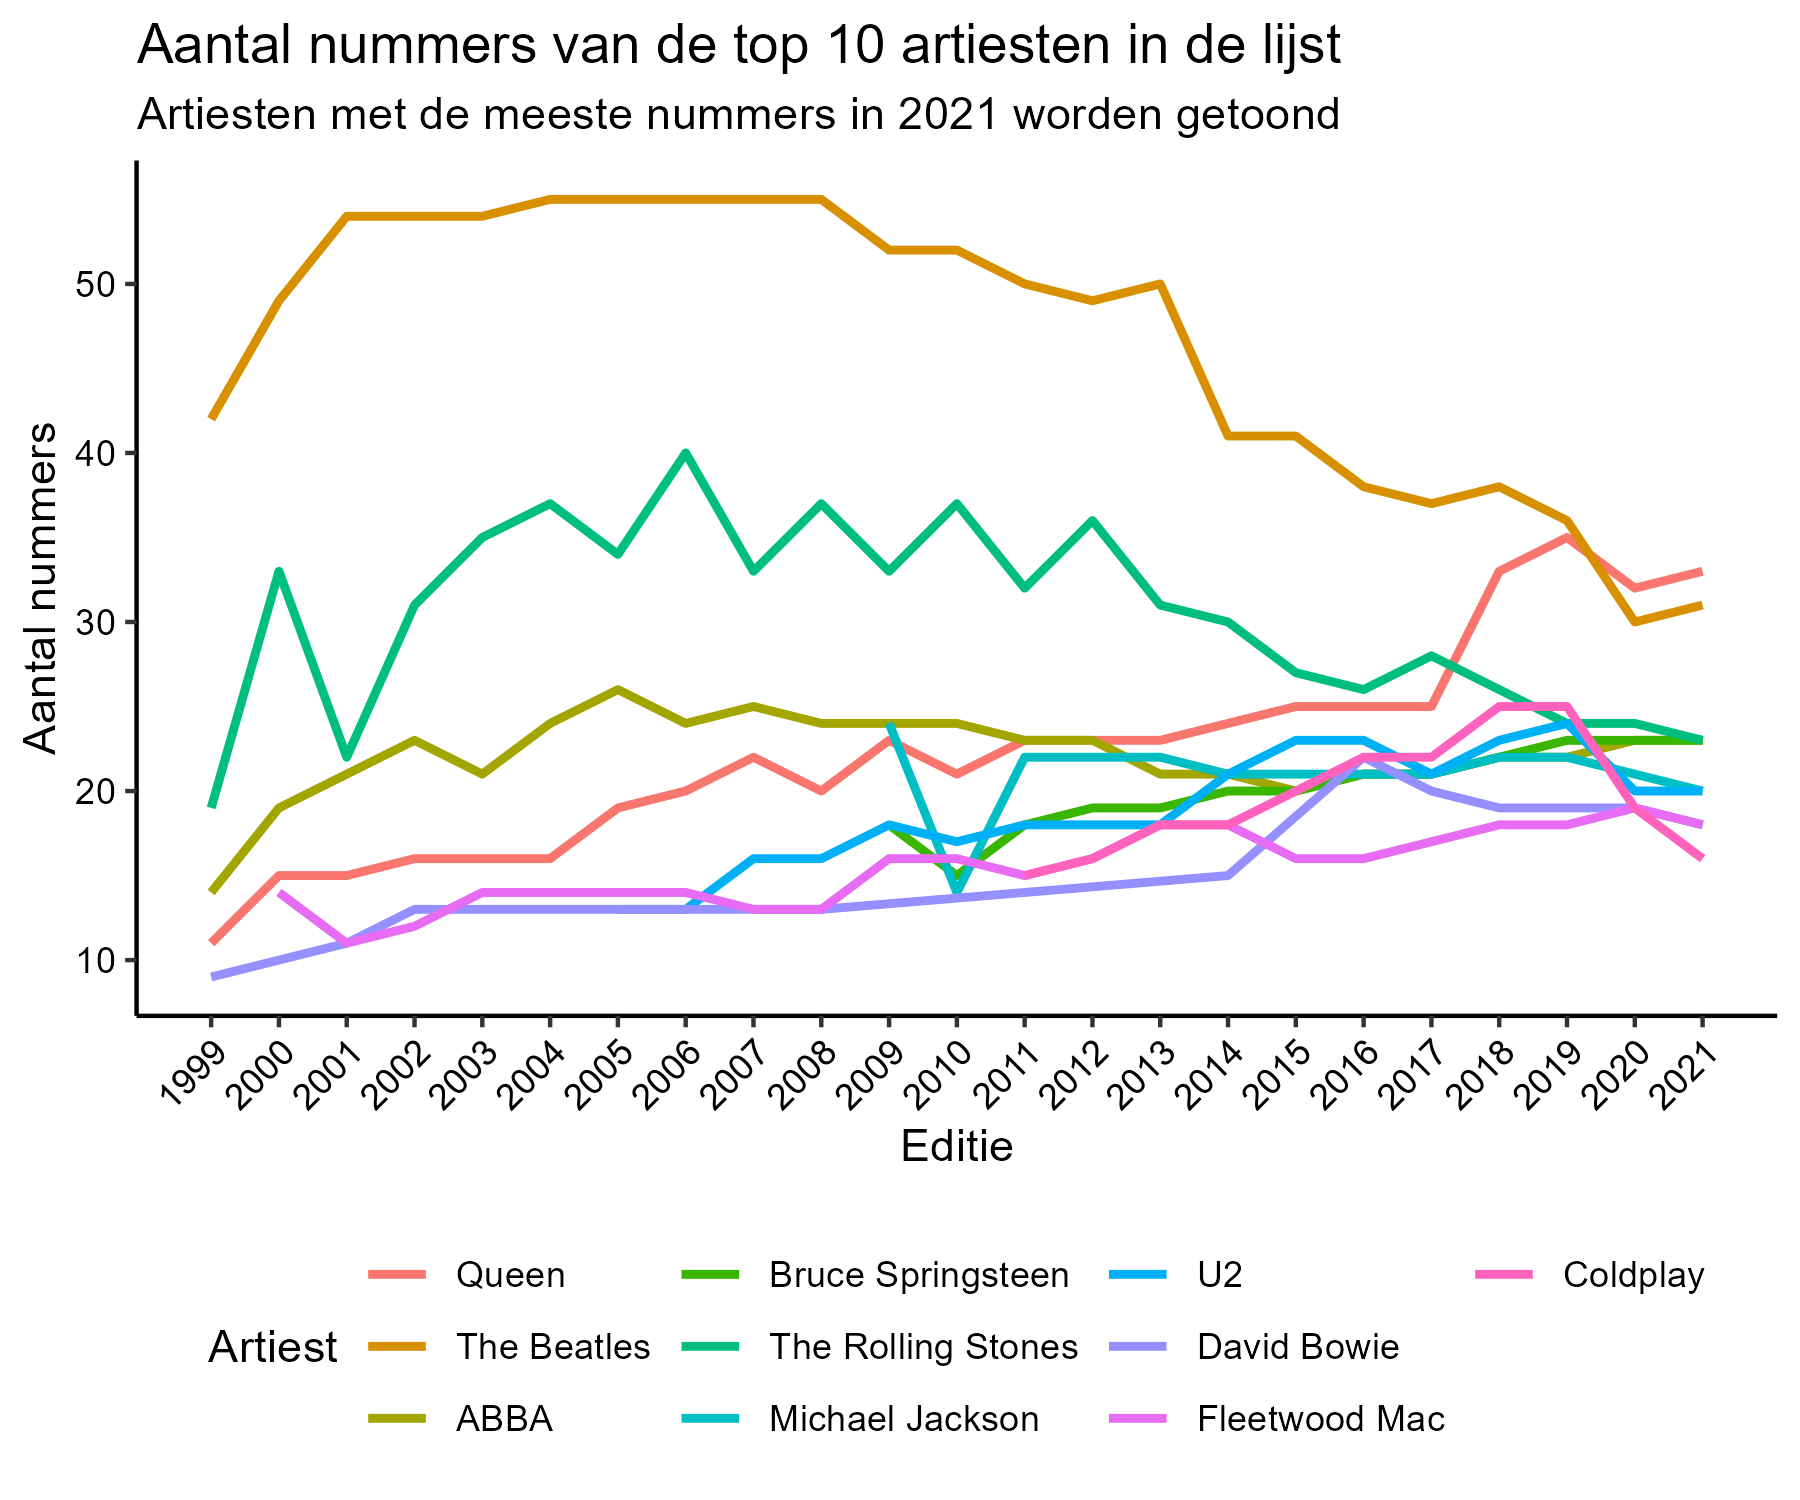 Aantal nummers van de top 10 artiesten in de lijst
Artiesten met de meeste nummers in 2021 worden getoond
Aantal nummers
50
40
30
20
10
1999
2000
2001
2002
2003
2004
2005
2006
2007
2008
2009
2010
2011
2012
2013
2014
2015
2016
2017
2018
2019
2020
2021
Editie
Artiest
Queen
The Beatles
ABBA
Bruce Springsteen
The Rolling Stones
Michael Jackson
U2
David Bowie
Fleetwood Mac
Coldplay